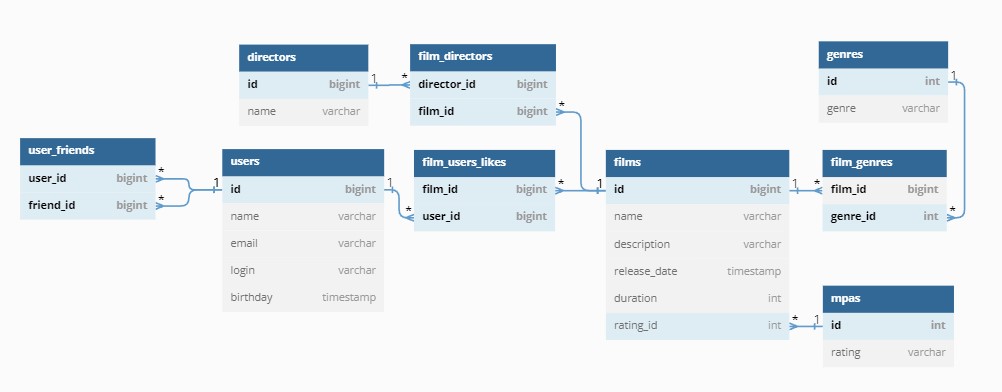 directors
id bigint
name varchar
film_directors
director_id bigint
film_id bigint
genres
id int
genre varchar
user_friends
user_id bigint
friend_id bigint
users
id bigint
name varchar
email varchar
login varchar
birthday timestamp
film_users_likes
film_id bigint
user_id bigint
films
id bigint
name varchar
description varchar
release_date timestamp
duration int
rating_id int
film_genres
film_id bigint
genre_id int
mpas
id int
rating varchar
1 *
*
1
* 1
*
1 *
* 1
1 *
*
* 1